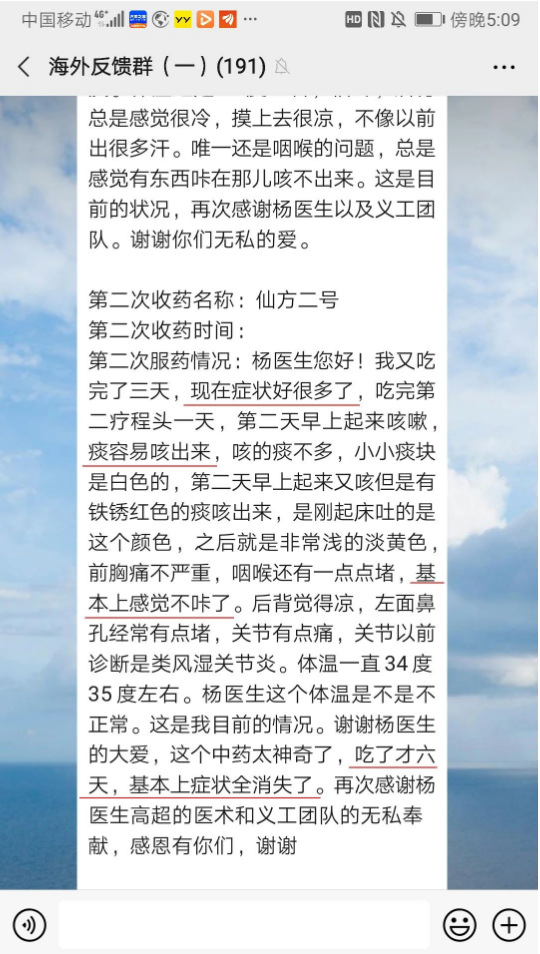 中国移动 4G 傍晚5:09
海外反馈群（一）(191)
总是感觉很冷，摸上去很凉，不像以前
出很多汗。唯一还是咽喉的问题，总是
感觉有东西咔在那儿咳不出来。这是目
前的状况，再次感谢杨医生以及义工团
队。谢谢你们无私的爱。
第二次收药名称：仙方二号
第二次收药时间：
第二次服药情况：杨医生您好！我又吃
完了三天，现在症状好很多了，吃完第
二疗程头一天，第二天早上起来咳嗽，
痰容易咳出来，咳的痰不多，小小痰块
是白色的，第二天早上起来又咳但是有
铁锈红色的痰咳出来，是刚起床吐的是
这个颜色，之后就是非常浅的淡黄色，
前胸痛不严重，咽喉还有一点点堵，基
本上感觉不咔了。后背觉得凉，左面鼻
孔经常有点堵，关节有点痛，关节以前
诊断是类风湿关节炎。体温一直34度
35度左右。杨医生这个体温是不是不
正常。这是我目前的情况。谢谢杨医生
的大爱，这个中药太神奇了，吃了才六
天，基本上症状全消失了。再次感谢杨
医生高超的医术和义工团队的无私奉
献，感恩有你们，谢谢